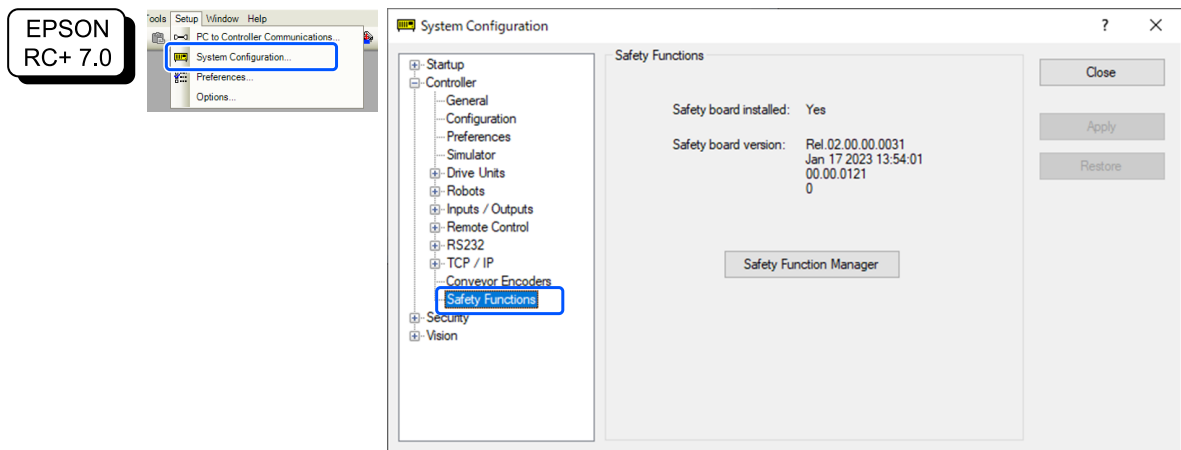 EPSON
RC+ 7.0
Tools Setup Window Help
PC to Controller Communications...
System Configuration...
Preferences...
Options...
System Configuration
? ×
Startup
Controller
General
Configuration
Preferences
Simulator
Drive Units
Robots
Inputs / Outputs
Remote Control
RS232
TCP / IP
Conveyor Encoders
Safety Functions
Security
Vision
Safety Functions
Safety board installed: Yes
Safety board version: Rel.02.00.00.0031
Jan 17 2023 13:54:01
00.00.0121
0
Safety Function Manager
Close
Apply
Restore